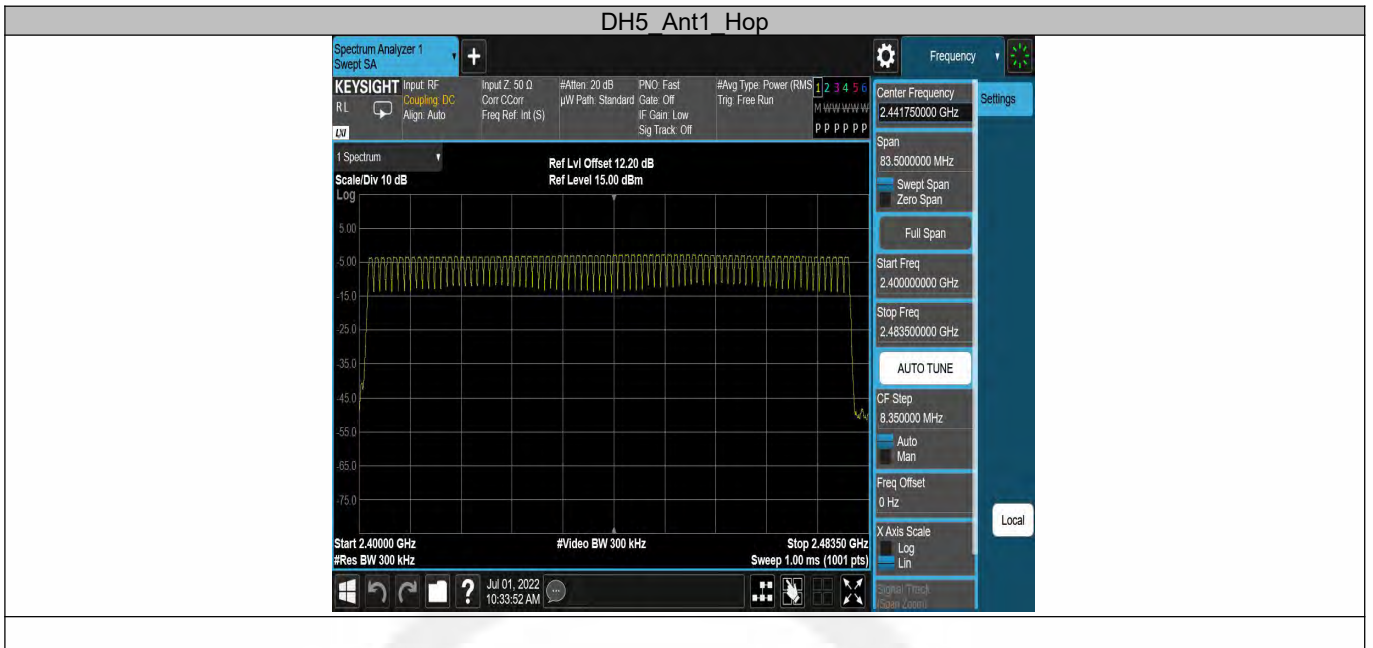 DH5_Ant1_Hop
Spectrum Analyzer 1
Swept SA
+
Frequency
KEYSIGHT
RL
LXI
Input: RF
Coupling: DC
Align: Auto
Input Z: 50 Ω
Corr CCorr
Freq Ref: Int (S)
#Atten: 20 dB
µW Path: Standard
PNO: Fast
Gate: Off
IF Gain: Low
Sig Track: Off
#Avg Type: Power (RMS
Trig: Free Run
1 2 3 4 5 6
M W W W W W
P P P P P P
Center Frequency
2.441750000 GHz
Settings
Span
83.5000000 MHz
Swept Span
Zero Span
Full Span
Start Freq
2.400000000 GHz
Stop Freq
2.483500000 GHz
AUTO TUNE
CF Step
8.350000 MHz
Auto
Man
Freq Offset
0 Hz
X Axis Scale
Log
Lin
Signal Track
(Span Zoom)
Local
1 Spectrum
Scale/Div 10 dB
Ref Lvl Offset 12.20 dB
Ref Level 15.00 dBm
Log
5.00
-5.00
-15.0
-25.0
-35.0
-45.0
-55.0
-65.0
-75.0
Start 2.40000 GHz
#Res BW 300 kHz
#Video BW 300 kHz
Stop 2.48350 GHz
Sweep 1.00 ms (1001 pts)
?
Jul 01, 2022
10:33:52 AM